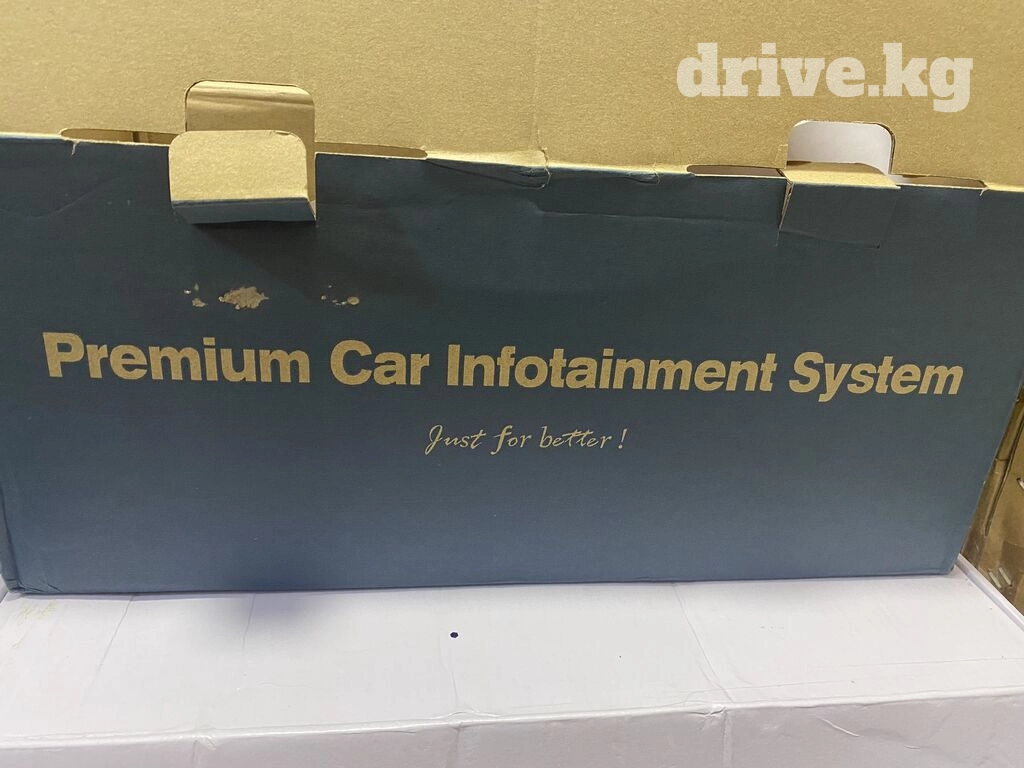 drive.kg
Premium Car Infotainment System
Just for better!